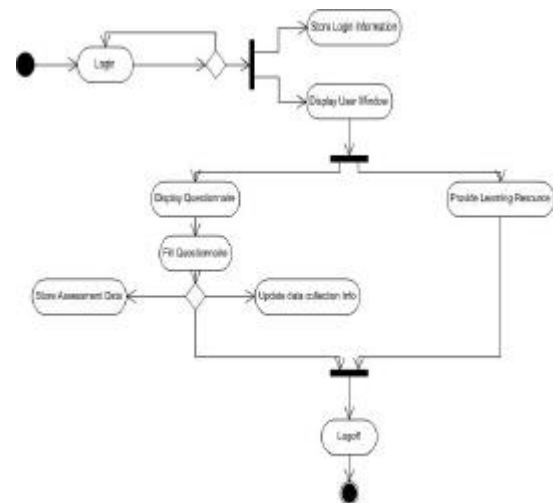 Store Login Information
Login
Display User Window
Display Questionnaire
Provide Learning Resource
Fill Questionnaire
Store Assessment Data
Update data collection Info
Logoff